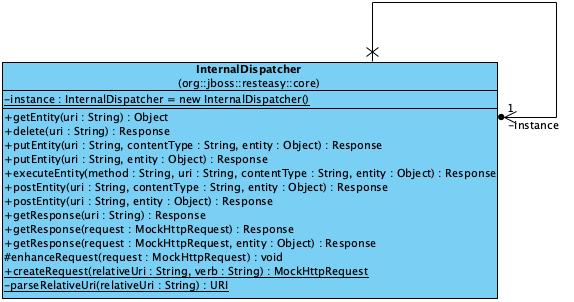 InternalDispatcher
(org::jboss::resteasy::core)
-instance : InternalDispatcher = new InternalDispatcher()
+getEntity(uri : String) : Object
+delete(uri : String) : Response
+putEntity(uri : String, contentType : String, entity : Object) : Response
+putEntity(uri : String, entity : Object) : Response
+executeEntity(method : String, uri : String, contentType : String, entity : Object) : Response
+postEntity(uri : String, contentType : String, entity : Object) : Response
+postEntity(uri : String, entity : Object) : Response
+getResponse(uri : String) : Response
+getResponse(request : MockHttpRequest) : Response
+getResponse(request : MockHttpRequest, entity : Object) : Response
#enhanceRequest(request : MockHttpRequest) : void
+createRequest(relativeUri : String, verb : String) : MockHttpRequest
-parseRelativeUri(relativeUri : String) : URI
1
-instance